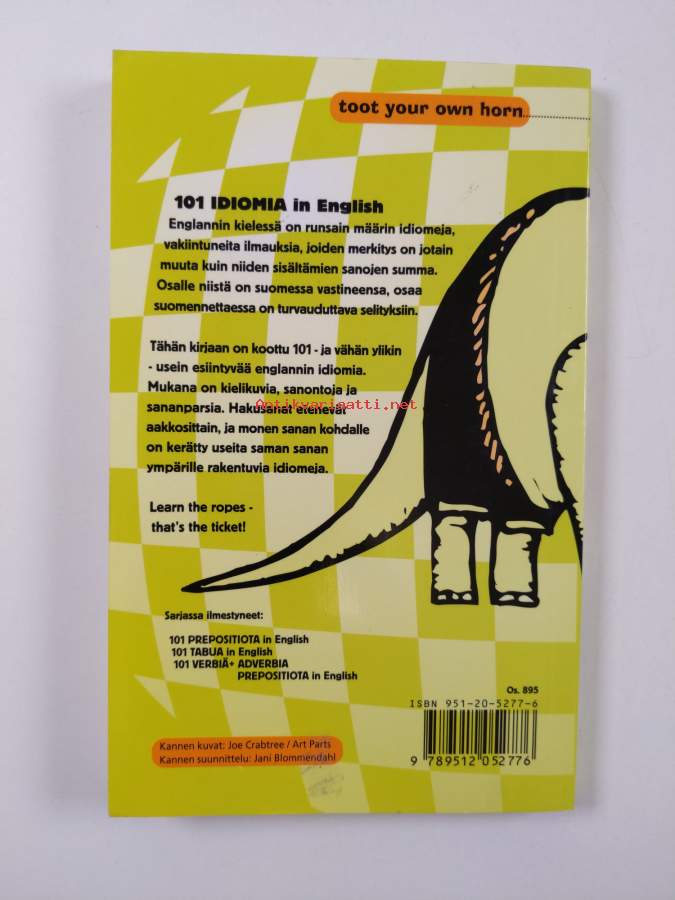 toot your own horn
101 IDIOMIA in English
Englannin kielessä on runsain määrin idiomeja,
vakiintuneita ilmauksia, joiden merkitys on jotain
muuta kuin niiden sisältämien sanojen summa.
Osalle niistä on suomessa vastineensa, osaa
suomennettaessa on turvauduttava selityksiin.
Tähän kirjaan on koottu 101 - ja vähän ylikin
- usein esiintyvää englannin idiomia.
Mukana on kielikuvia, sanontoja ja
sananparsia. Hakusanat etenevät
Antikvariaatti.net
aakkosittain, ja monen sanan kohdalle
on kerätty useita saman sanan
ympärille rakentuvia idiomeja.
Learn the ropes -
that's the ticket!
Sarjassa ilmestyneet:
101 PREPOSITIOTA in English
101 TABUA in English
101 VERBIÄ+ ADVERBIA
PREPOSITIOTA in English
Os. 895
ISBN 951-20-5277-6
9 789512 052776
Kannen kuvat: Joe Crabtree / Art Parts
Kannen suunnittelu: Jani Blommendahl